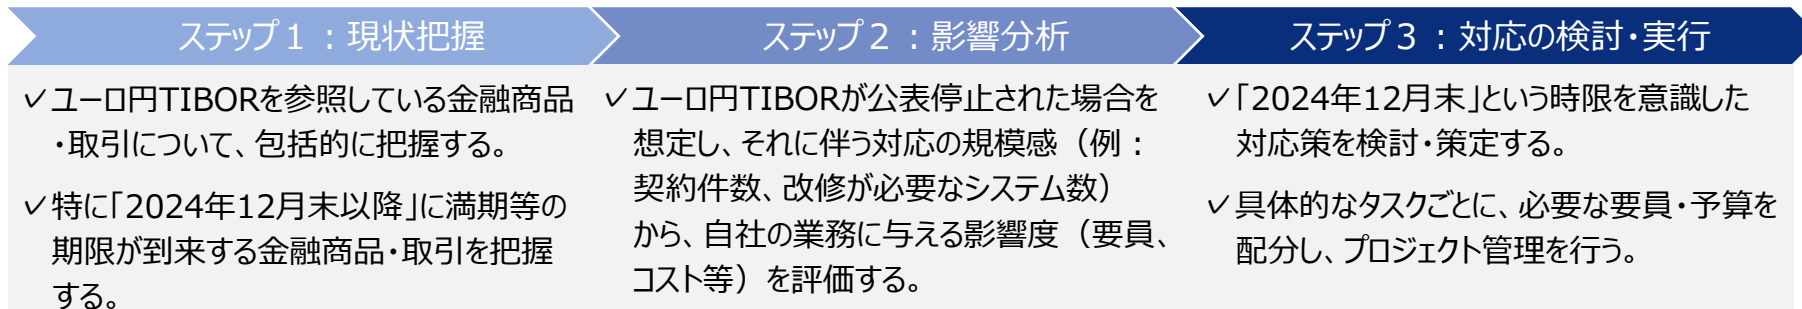 ステップ１：現状把握
✓ユーロ円TIBORを参照している金融商品
・取引について、包括的に把握する。
✓特に「2024年12月末以降」に満期等の
期限が到来する金融商品・取引を把握
する。
ステップ２：影響分析
✓ユーロ円TIBORが公表停止された場合を
想定し、それに伴う対応の規模感（例：
契約件数、改修が必要なシステム数）
から、自社の業務に与える影響度（要員、
コスト等）を評価する。
ステップ３：対応の検討・実行
✓「2024年12月末」という時限を意識した
対応策を検討・策定する。
✓具体的なタスクごとに、必要な要員・予算を
配分し、プロジェクト管理を行う。